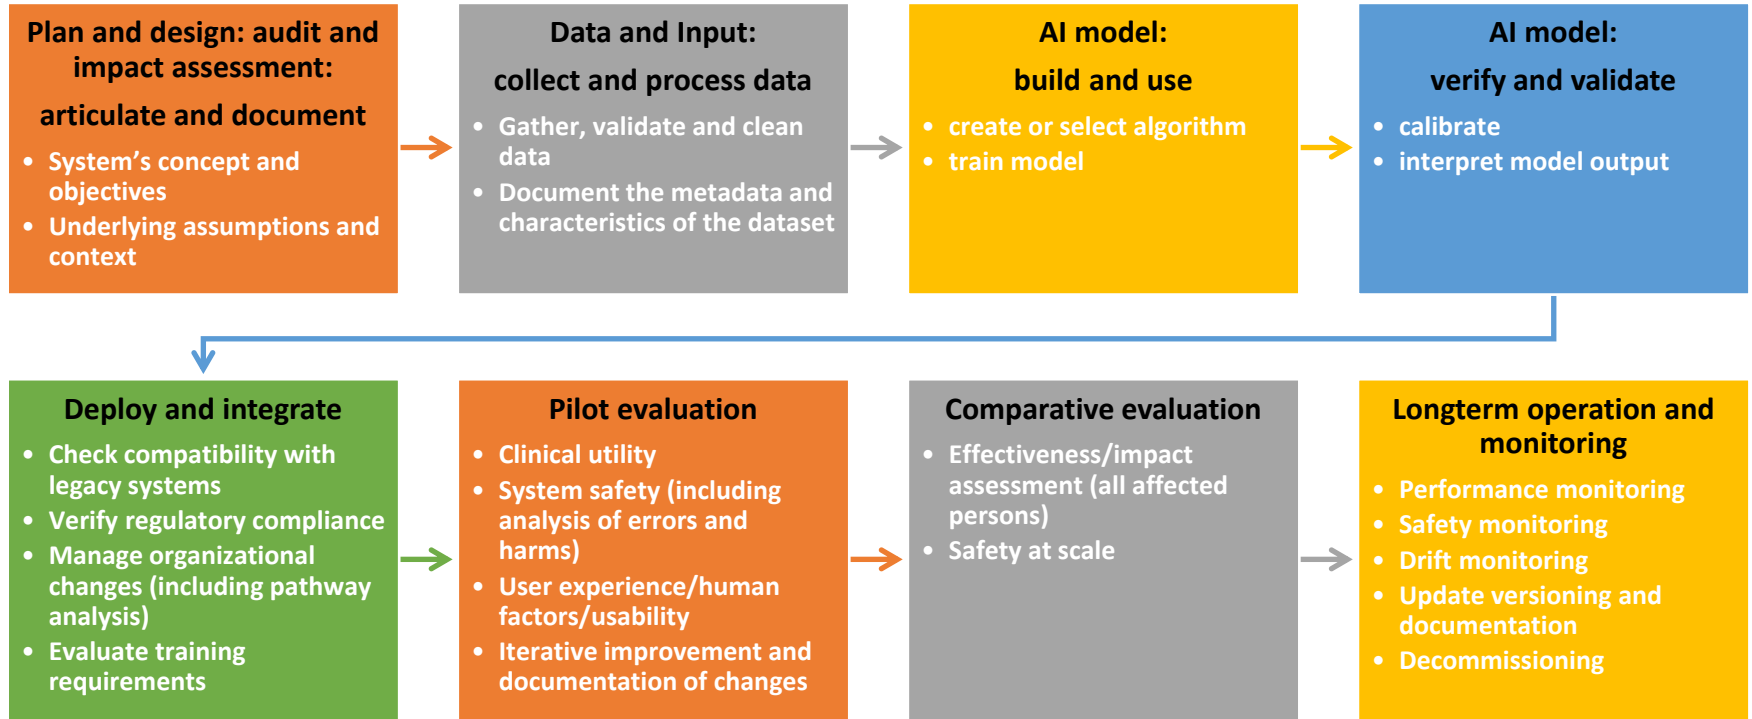 Plan and design: audit and
impact assessment:
articulate and document
• System’s concept and
objectives
• Underlying assumptions and
context
Data and Input:
collect and process data
• Gather, validate and clean
data
• Document the metadata and
characteristics of the dataset
AI model:
build and use
• create or select algorithm
• train model
AI model:
verify and validate
• calibrate
• interpret model output
Deploy and integrate
• Check compatibility with
legacy systems
• Verify regulatory compliance
• Manage organizational
changes (including pathway
analysis)
• Evaluate training
requirements
Pilot evaluation
• Clinical utility
• System safety (including
analysis of errors and
harms)
• User experience/human
factors/usability
• Iterative improvement and
documentation of changes
Comparative evaluation
• Effectiveness/impact
assessment (all affected
persons)
• Safety at scale
Longterm operation and
monitoring
• Performance monitoring
• Safety monitoring
• Drift monitoring
• Update versioning and
documentation
• Decommissioning